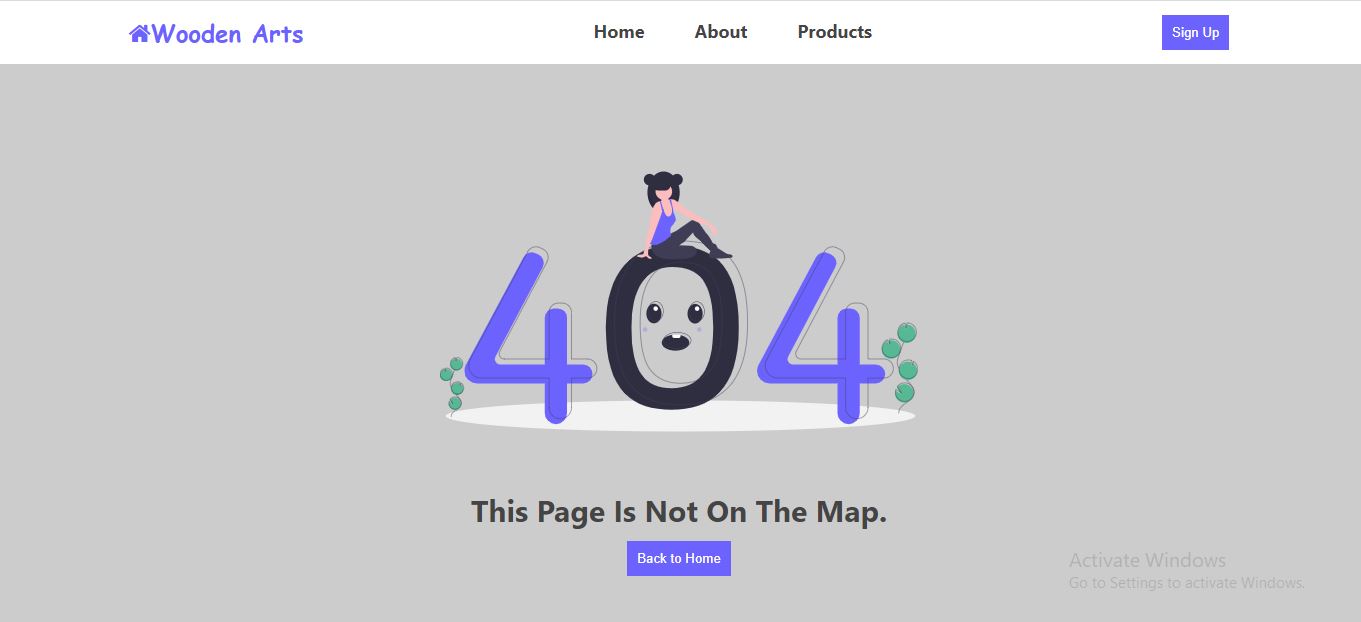 Wooden Arts
Home
About
Products
Sign Up
404
This Page Is Not On The Map.
Back to Home
Activate Windows
Go to Settings to activate Windows.